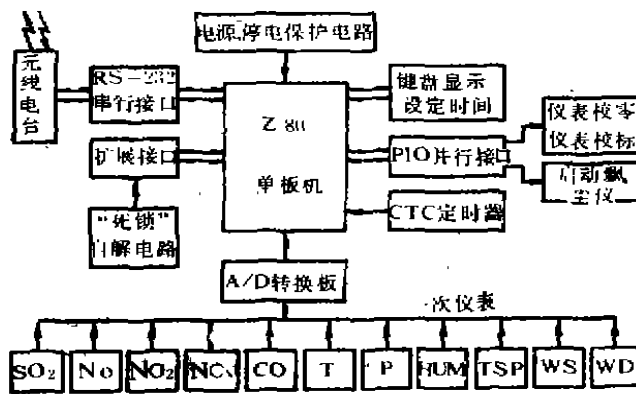 电源,停电保护电路
无线
电台
RS-232
串行接口
键盘显示
设定时间
仪表校零
仪表校标
Z80
单板机
扩展接口
PIO并行接口
启动飘
尘仪
"死锁"
自解电路
CTC定时器
A/D转换板
一次仪表
SO₂ No NO₂ NOx CO T P HUM TSP WS WD